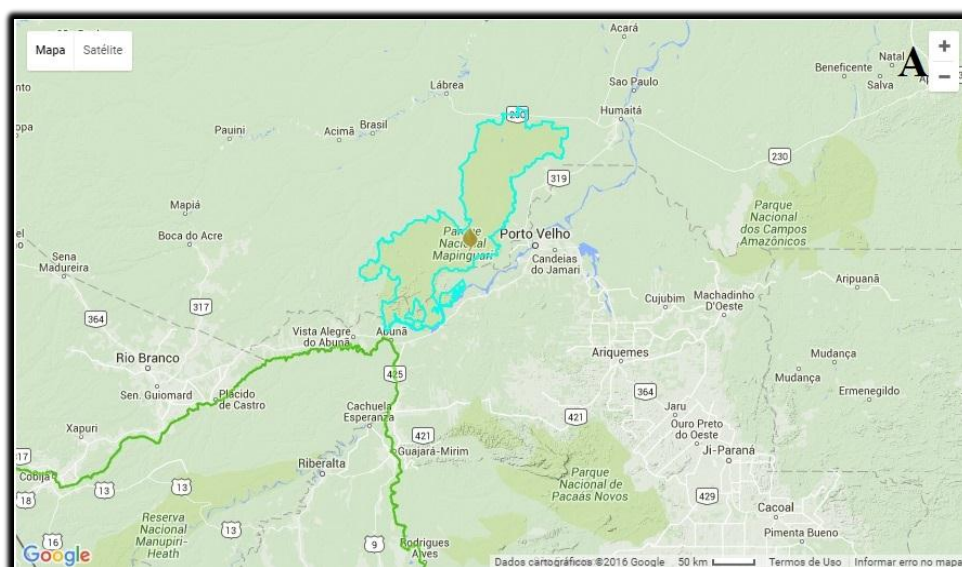 Mapa
Satélite
A
+
−
Acará
Natal
Beneficente
Salva
Sao Paulo
Lábrea
230
Humaitá
Pauini
Acimã
Brasil
230
319
Mapiá
Parque
Nacional
dos Campos
Amazônicos
Boca do Acre
Parque
Nacional
Mapinguari
Porto Velho
Candeias
do Jamari
Sena
Madureira
Aripuanã
317
Cujubim
Machadinho
D'Oeste
364
Vista Alegre
do Abunã
Abunã
Rio Branco
Ariquemes
Mudança
Mudança
Ermenegildo
425
364
Sen. Guiomard
Plácido
de Castro
Jaru
Cachuela
Esperanza
421
Ouro Preto
do Oeste
Xapuri
421
Guajará-Mirim
Ji-Paraná
317
Riberalta
Cobija
13
13
Parque
Nacional de
Pacaás Novos
18
429
Cacoal
Reserva
Nacional
Manupiri-
Heath
13
Pimenta Bueno
16
9
Rodrigues
Alves
Google
Dados cartográficos ©2016 Google
50 km
Termos de Uso
Informar erro no mapa